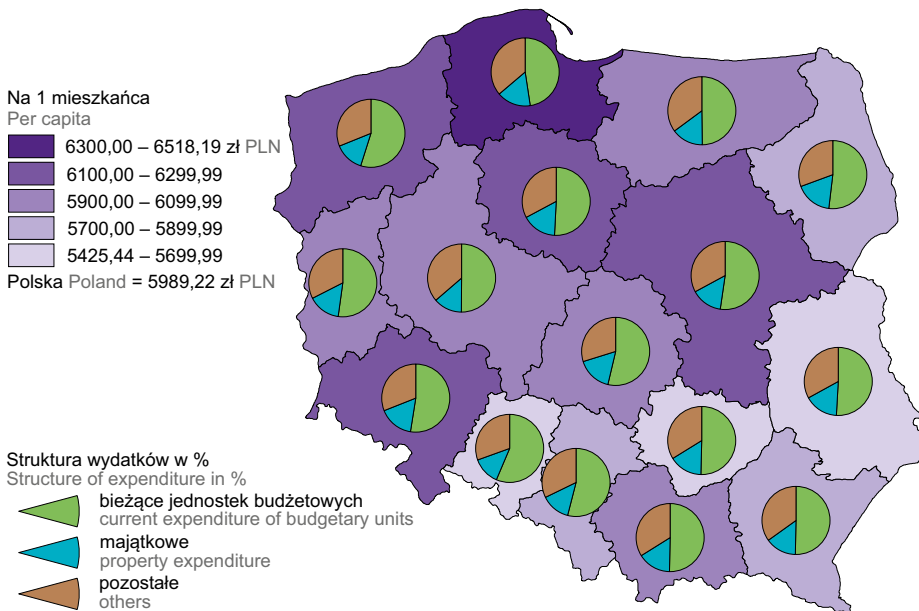 Na 1 mieszkańca
Per capita
6300,00 – 6518,19 zł PLN
6100,00 – 6299,99
5900,00 – 6099,99
5700,00 – 5899,99
5425,44 – 5699,99
Polska Poland = 5989,22 zł PLN
Struktura wydatków w %
Structure of expenditure in %
bieżące jednostek budżetowych
current expenditure of budgetary units
majątkowe
property expenditure
pozostałe
others